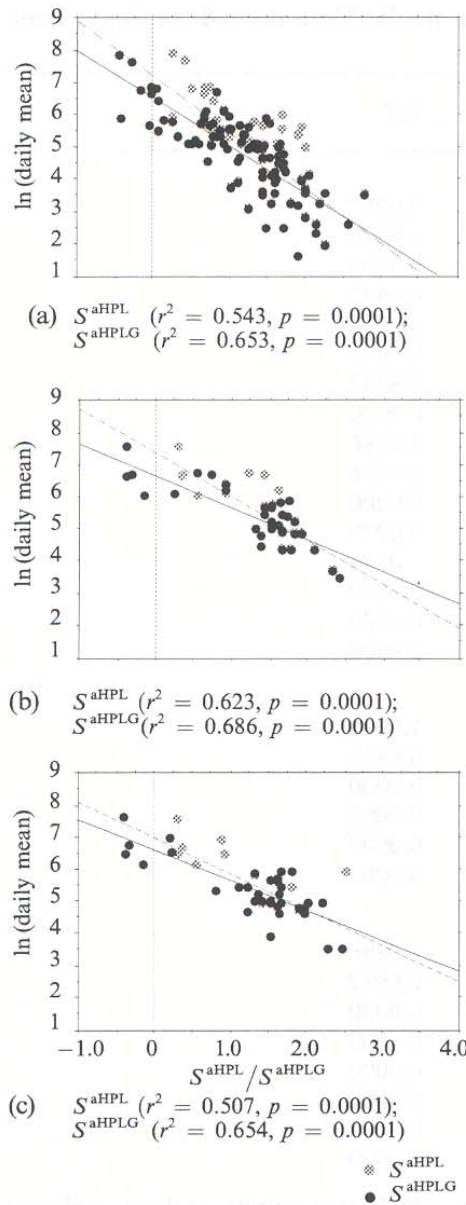 9
8
7
6
5
4
3
2
1
ln (daily mean)
(a) S^aHPL (r² = 0.543, p = 0.0001);
S^aHPLG (r² = 0.653, p = 0.0001)
9
8
7
6
5
4
3
2
1
ln (daily mean)
(b) S^aHPL (r² = 0.623, p = 0.0001);
S^aHPLG (r² = 0.686, p = 0.0001)
9
8
7
6
5
4
3
2
1
ln (daily mean)
−1.0 0 1.0 2.0 3.0 4.0
S^aHPL/S^aHPLG
(c) S^aHPL (r² = 0.507, p = 0.0001);
S^aHPLG (r² = 0.654, p = 0.0001)
S^aHPL
S^aHPLG